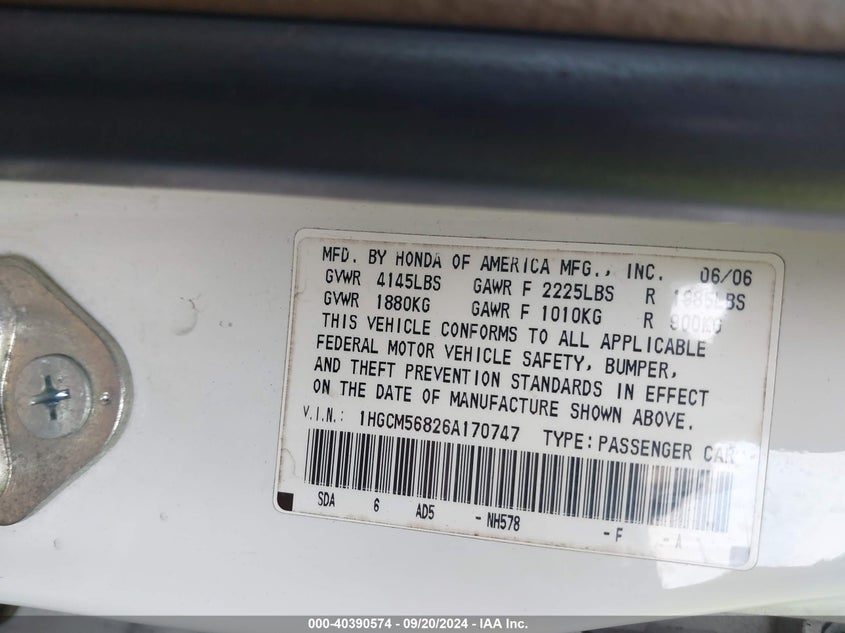 MFD. BY HONDA OF AMERICA MFG., INC. 06/06
GVWR 4145LBS GAWR F 2225LBS R 1985LBS
GVWR 1880KG GAWR F 1010KG R 900KG
THIS VEHICLE CONFORMS TO ALL APPLICABLE
FEDERAL MOTOR VEHICLE SAFETY, BUMPER,
AND THEFT PREVENTION STANDARDS IN EFFECT
ON THE DATE OF MANUFACTURE SHOWN ABOVE.
V.I.N.: 1HGCM56826A170747 TYPE: PASSENGER CAR
SDA 6 AD5 - NH578 - F - A
000-40390574 - 09/20/2024 - IAA Inc.